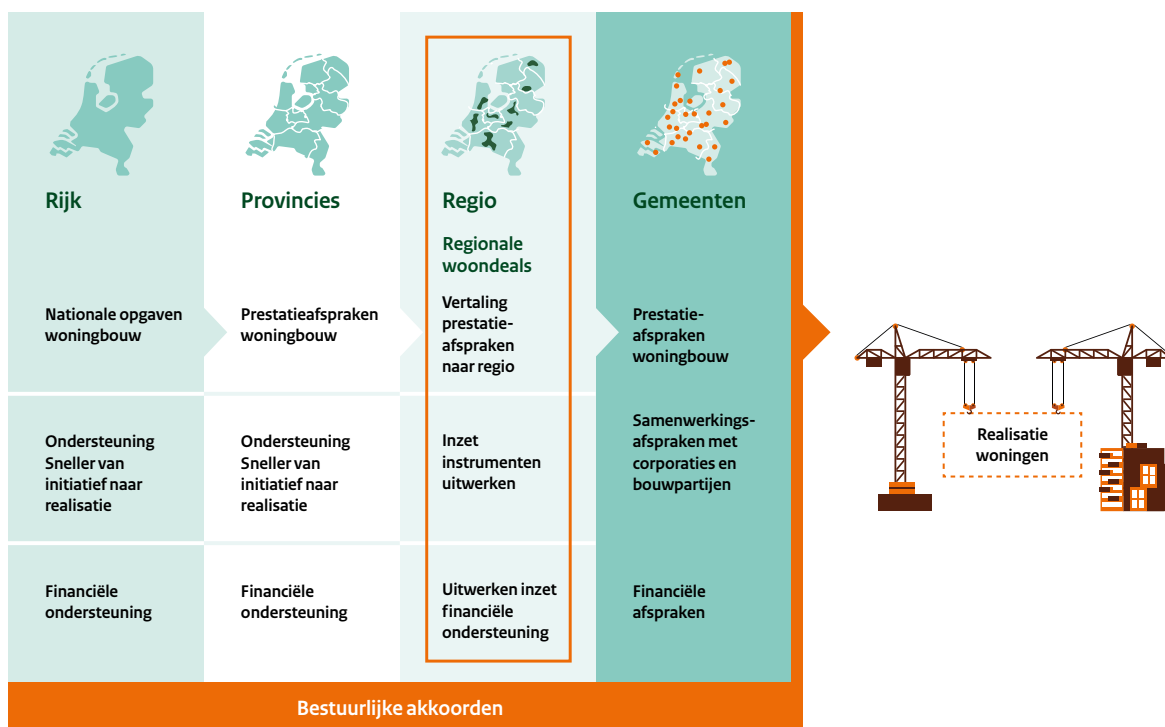 Rijk
Nationale opgaven
woningbouw
Ondersteuning
Sneller van
initiatief naar
realisatie
Financiële
ondersteuning
Provincies
Prestatieafspraken
woningbouw
Ondersteuning
Sneller van
initiatief naar
realisatie
Financiële
ondersteuning
Regio
Regionale
woondeals
Vertaling
prestatie-
afspraken
naar regio
Inzet
instrumenten
uitwerken
Uitwerken inzet
financiële
ondersteuning
Gemeenten
Prestatie-
afspraken
woningbouw
Samenwerkings-
afspraken met
corporaties en
bouwpartijen
Financiële
afspraken
Realisatie
woningen
Bestuurlijke akkoorden